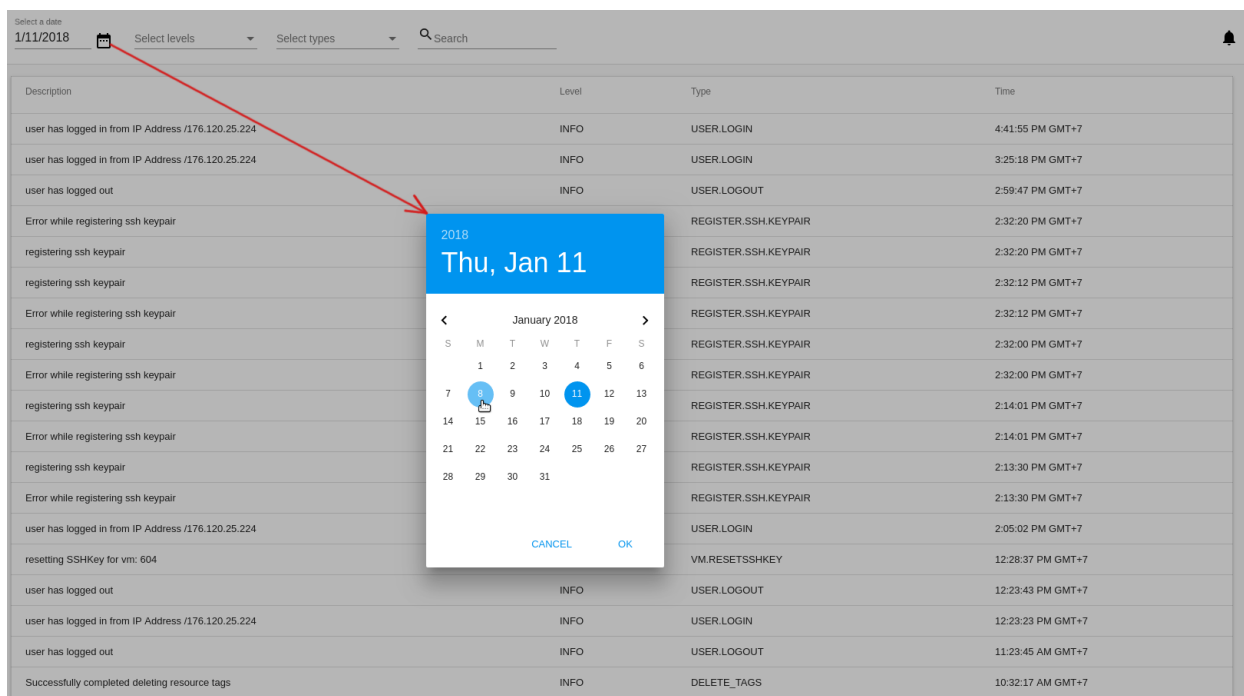 Select a date
1/11/2018 Select levels Select types Search
Description Level Type Time
user has logged in from IP Address /176.120.25.224 INFO USER.LOGIN 4:41:55 PM GMT+7
user has logged in from IP Address /176.120.25.224 INFO USER.LOGIN 3:25:18 PM GMT+7
user has logged out INFO USER.LOGOUT 2:59:47 PM GMT+7
Error while registering ssh keypair REGISTER.SSH.KEYPAIR 2:32:20 PM GMT+7
registering ssh keypair REGISTER.SSH.KEYPAIR 2:32:20 PM GMT+7
registering ssh keypair REGISTER.SSH.KEYPAIR 2:32:12 PM GMT+7
Error while registering ssh keypair REGISTER.SSH.KEYPAIR 2:32:12 PM GMT+7
registering ssh keypair REGISTER.SSH.KEYPAIR 2:32:00 PM GMT+7
Error while registering ssh keypair REGISTER.SSH.KEYPAIR 2:32:00 PM GMT+7
registering ssh keypair REGISTER.SSH.KEYPAIR 2:14:01 PM GMT+7
Error while registering ssh keypair REGISTER.SSH.KEYPAIR 2:14:01 PM GMT+7
registering ssh keypair REGISTER.SSH.KEYPAIR 2:13:30 PM GMT+7
Error while registering ssh keypair REGISTER.SSH.KEYPAIR 2:13:30 PM GMT+7
user has logged in from IP Address /176.120.25.224 USER.LOGIN 2:05:02 PM GMT+7
resetting SSHKey for vm: 604 VM.RESETSSHKEY 12:28:37 PM GMT+7
user has logged out INFO USER.LOGOUT 12:23:43 PM GMT+7
user has logged in from IP Address /176.120.25.224 INFO USER.LOGIN 12:23:23 PM GMT+7
user has logged out INFO USER.LOGOUT 11:23:45 AM GMT+7
Successfully completed deleting resource tags INFO DELETE_TAGS 10:32:17 AM GMT+7
2018
Thu, Jan 11
January 2018
S M T W T F S
1 2 3 4 5 6
7 8 9 10 11 12 13
14 15 16 17 18 19 20
21 22 23 24 25 26 27
28 29 30 31
CANCEL OK